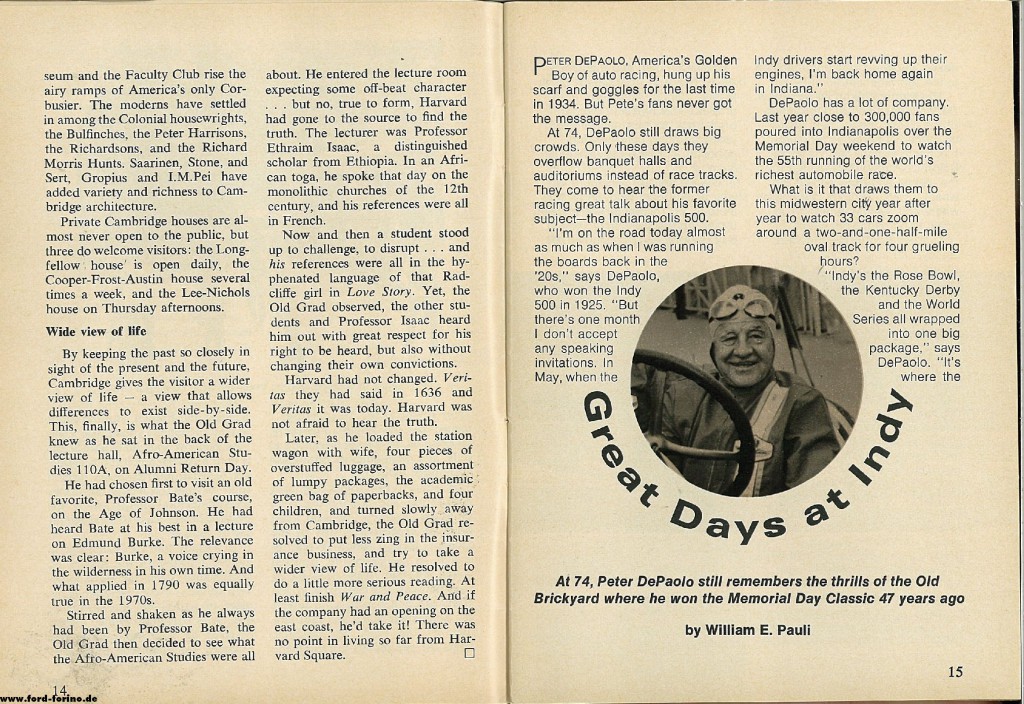 seum and the Faculty Club rise the
airy ramps of America's only Cor-
busier. The moderns have settled
in among the Colonial housewrights,
the Bulfinches, the Peter Harrisons,
the Richardsons, and the Richard
Morris Hunts. Saarinen, Stone, and
Sert, Gropius and I.M.Pei have
added variety and richness to Cam-
bridge architecture.
Private Cambridge houses are al-
most never open to the public, but
three do welcome visitors: the Long-
fellow house is open daily, the
Cooper-Frost-Austin house several
times a week, and the Lee-Nichols
house on Thursday afternoons.
Wide view of life
By keeping the past so closely in
sight of the present and the future,
Cambridge gives the visitor a wider
view of life — a view that allows
differences to exist side-by-side.
This, finally, is what the Old Grad
knew as he sat in the back of the
lecture hall, Afro-American Stu-
dies 110A, on Alumni Return Day.
He had chosen first to visit an old
favorite, Professor Bate's course,
on the Age of Johnson. He had
heard Bate at his best in a lecture
on Edmund Burke. The relevance
was clear: Burke, a voice crying in
the wilderness in his own time. And
what applied in 1790 was equally
true in the 1970s.
Stirred and shaken as he always
had been by Professor Bate, the
Old Grad then decided to see what
the Afro-American Studies were all
about. He entered the lecture room
expecting some off-beat character
. . . but no, true to form, Harvard
had gone to the source to find the
truth. The lecturer was Professor
Ethraim Isaac, a distinguished
scholar from Ethiopia. In an Afri-
can toga, he spoke that day on the
monolithic churches of the 12th
century, and his references were all
in French.
Now and then a student stood
up to challenge, to disrupt . . . and
his references were all in the hy-
phenated language of that Rad-
cliffe girl in Love Story. Yet, the
Old Grad observed, the other stu-
dents and Professor Isaac heard
him out with great respect for his
right to be heard, but also without
changing their own convictions.
Harvard had not changed. Veri-
tas they had said in 1636 and
Veritas it was today. Harvard was
not afraid to hear the truth.
Later, as he loaded the station
wagon with wife, four pieces of
overstuffed luggage, an assortment
of lumpy packages, the academic
green bag of paperbacks, and four
children, and turned slowly away
from Cambridge, the Old Grad re-
solved to put less zing in the insur-
ance business, and try to take a
wider view of life. He resolved to
do a little more serious reading. At
least finish War and Peace. And if
the company had an opening on the
east coast, he'd take it! There was
no point in living so far from Har-
vard Square. □
14
www.ford-forino.de
PETER DEPAOLO, America's Golden
Boy of auto racing, hung up his
scarf and goggles for the last time
in 1934. But Pete's fans never got
the message.
At 74, DePaolo still draws big
crowds. Only these days they
overflow banquet halls and
auditoriums instead of race tracks.
They come to hear the former
racing great talk about his favorite
subject—the Indianapolis 500.
"I'm on the road today almost
as much as when I was running
the boards back in the
'20s," says DePaolo,
who won the Indy
500 in 1925. "But
there's one month
I don't accept
any speaking
invitations. In
May, when the
Indy drivers start revving up their
engines, I'm back home again
in Indiana."
DePaolo has a lot of company.
Last year close to 300,000 fans
poured into Indianapolis over the
Memorial Day weekend to watch
the 55th running of the world's
richest automobile race.
What is it that draws them to
this midwestern city year after
year to watch 33 cars zoom
around a two-and-one-half-mile
oval track for four grueling
hours?
"Indy's the Rose Bowl,
the Kentucky Derby
and the World
Series all wrapped
into one big
package," says
DePaolo. "It's
where the
Great Days at Indy
At 74, Peter DePaolo still remembers the thrills of the Old
Brickyard where he won the Memorial Day Classic 47 years ago
by William E. Pauli
15